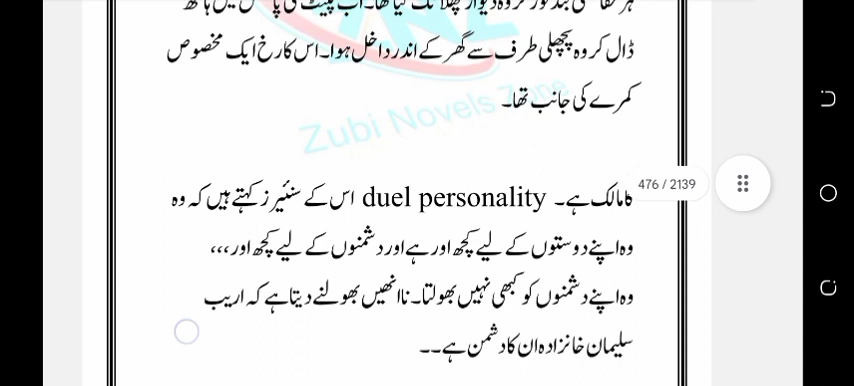 ڈال کر وہ پچھلی طرف سے گھر کے اندر داخل ہوا۔ اس کا رخ ایک مخصوص
کمرے کی جانب تھا۔
Zubi Novels Zone
476 / 2139
اس کے سنئیرز کہتے ہیں کہ وہ duel personality کا مالک ہے۔
وہ اپنے دوستوں کے لیے کچھ اور ہے اور دشمنوں کے لیے کچھ اور،،،
وہ اپنے دشمنوں کو کبھی نہیں بھولتا۔ نا انھیں بھولنے دیتا ہے کہ اریب
سلیمان خانزادہ ان کا دشمن ہے۔۔